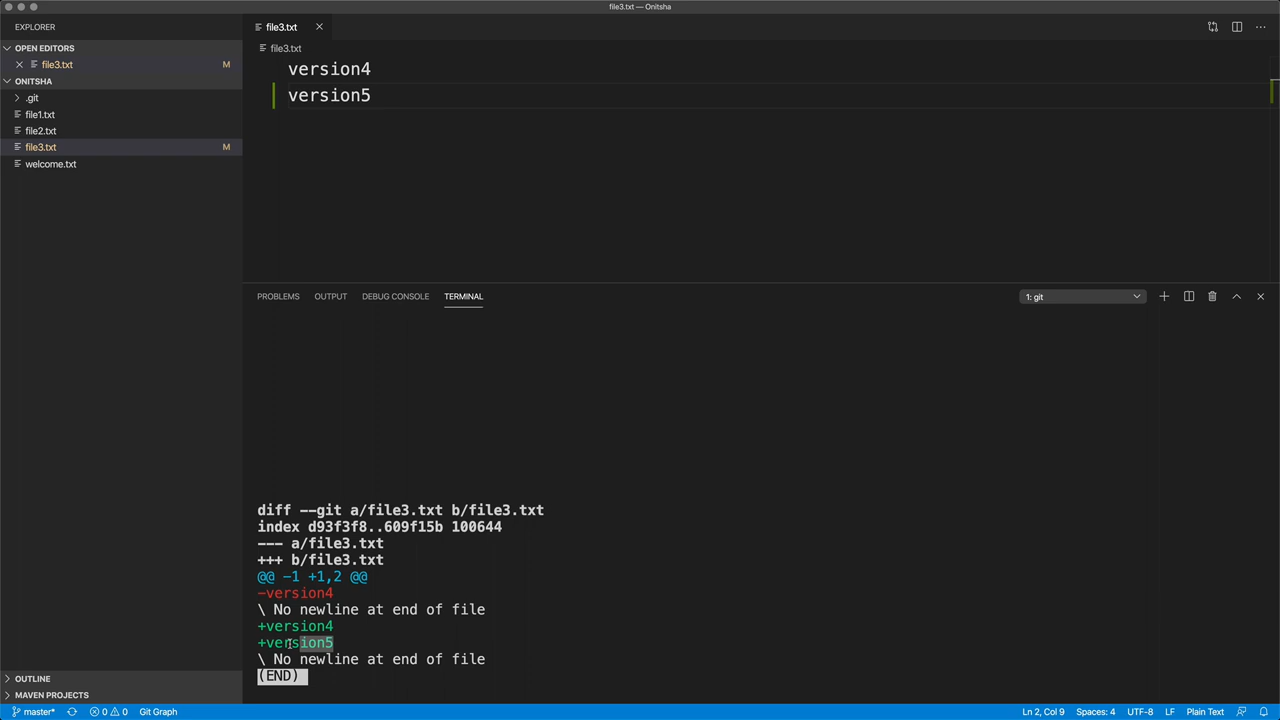 file3.txt — Onitsha
EXPLORER
OPEN EDITORS
file3.txt M
ONITSHA
.git
file1.txt
file2.txt
file3.txt M
welcome.txt
OUTLINE
MAVEN PROJECTS
file3.txt
file3.txt
version4
version5
PROBLEMS OUTPUT DEBUG CONSOLE TERMINAL 1: git
diff --git a/file3.txt b/file3.txt
index d93f3f8..609f15b 100644
--- a/file3.txt
+++ b/file3.txt
@@ -1 +1,2 @@
-version4
\ No newline at end of file
+version4
+version5
\ No newline at end of file
(END)
master* 0 0 Git Graph Ln 2, Col 9 Spaces: 4 UTF-8 LF Plain Text